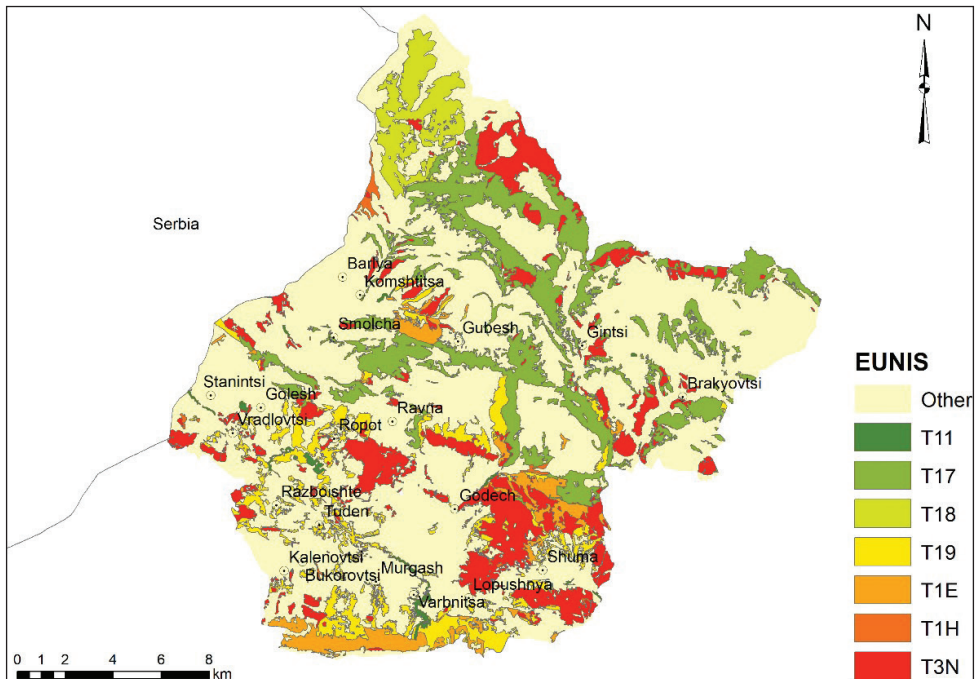 N
Serbia
Barlya
Komshtitsa
Smolcha
Gubesh
Gintsi
Stanintsi
Golesh
Vradlovtsi
Ropot
Ravna
Brakyovtsi
Razboishte
Tuden
Godech
Kalenovtsi
Bukorovtsi
Murgash
Shuma
Lopushnya
Varbnitsa
EUNIS
Other
T11
T17
T18
T19
T1E
T1H
T3N
0 1 2 4 6 8
km